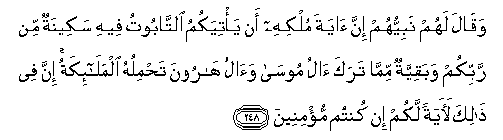 وَقَالَ لَهُمْ نَبِيُّهُمْ إِنَّ ءَايَةَ مُلْكِهِۦٓ أَن يَأْتِيَكُمُ ٱلتَّابُوتُ فِيهِ سَكِينَةٌ مِّن
رَّبِّكُمْ وَبَقِيَّةٌ مِّمَّا تَرَكَ ءَالُ مُوسَىٰ وَءَالُ هَـٰرُونَ تَحْمِلُهُ ٱلْمَلَـٰٓئِكَةُ ۚ إِنَّ فِى
ذَٰلِكَ لَـَٔايَةً لَّكُمْ إِن كُنتُم مُّؤْمِنِينَ ﴿٢٤٨﴾